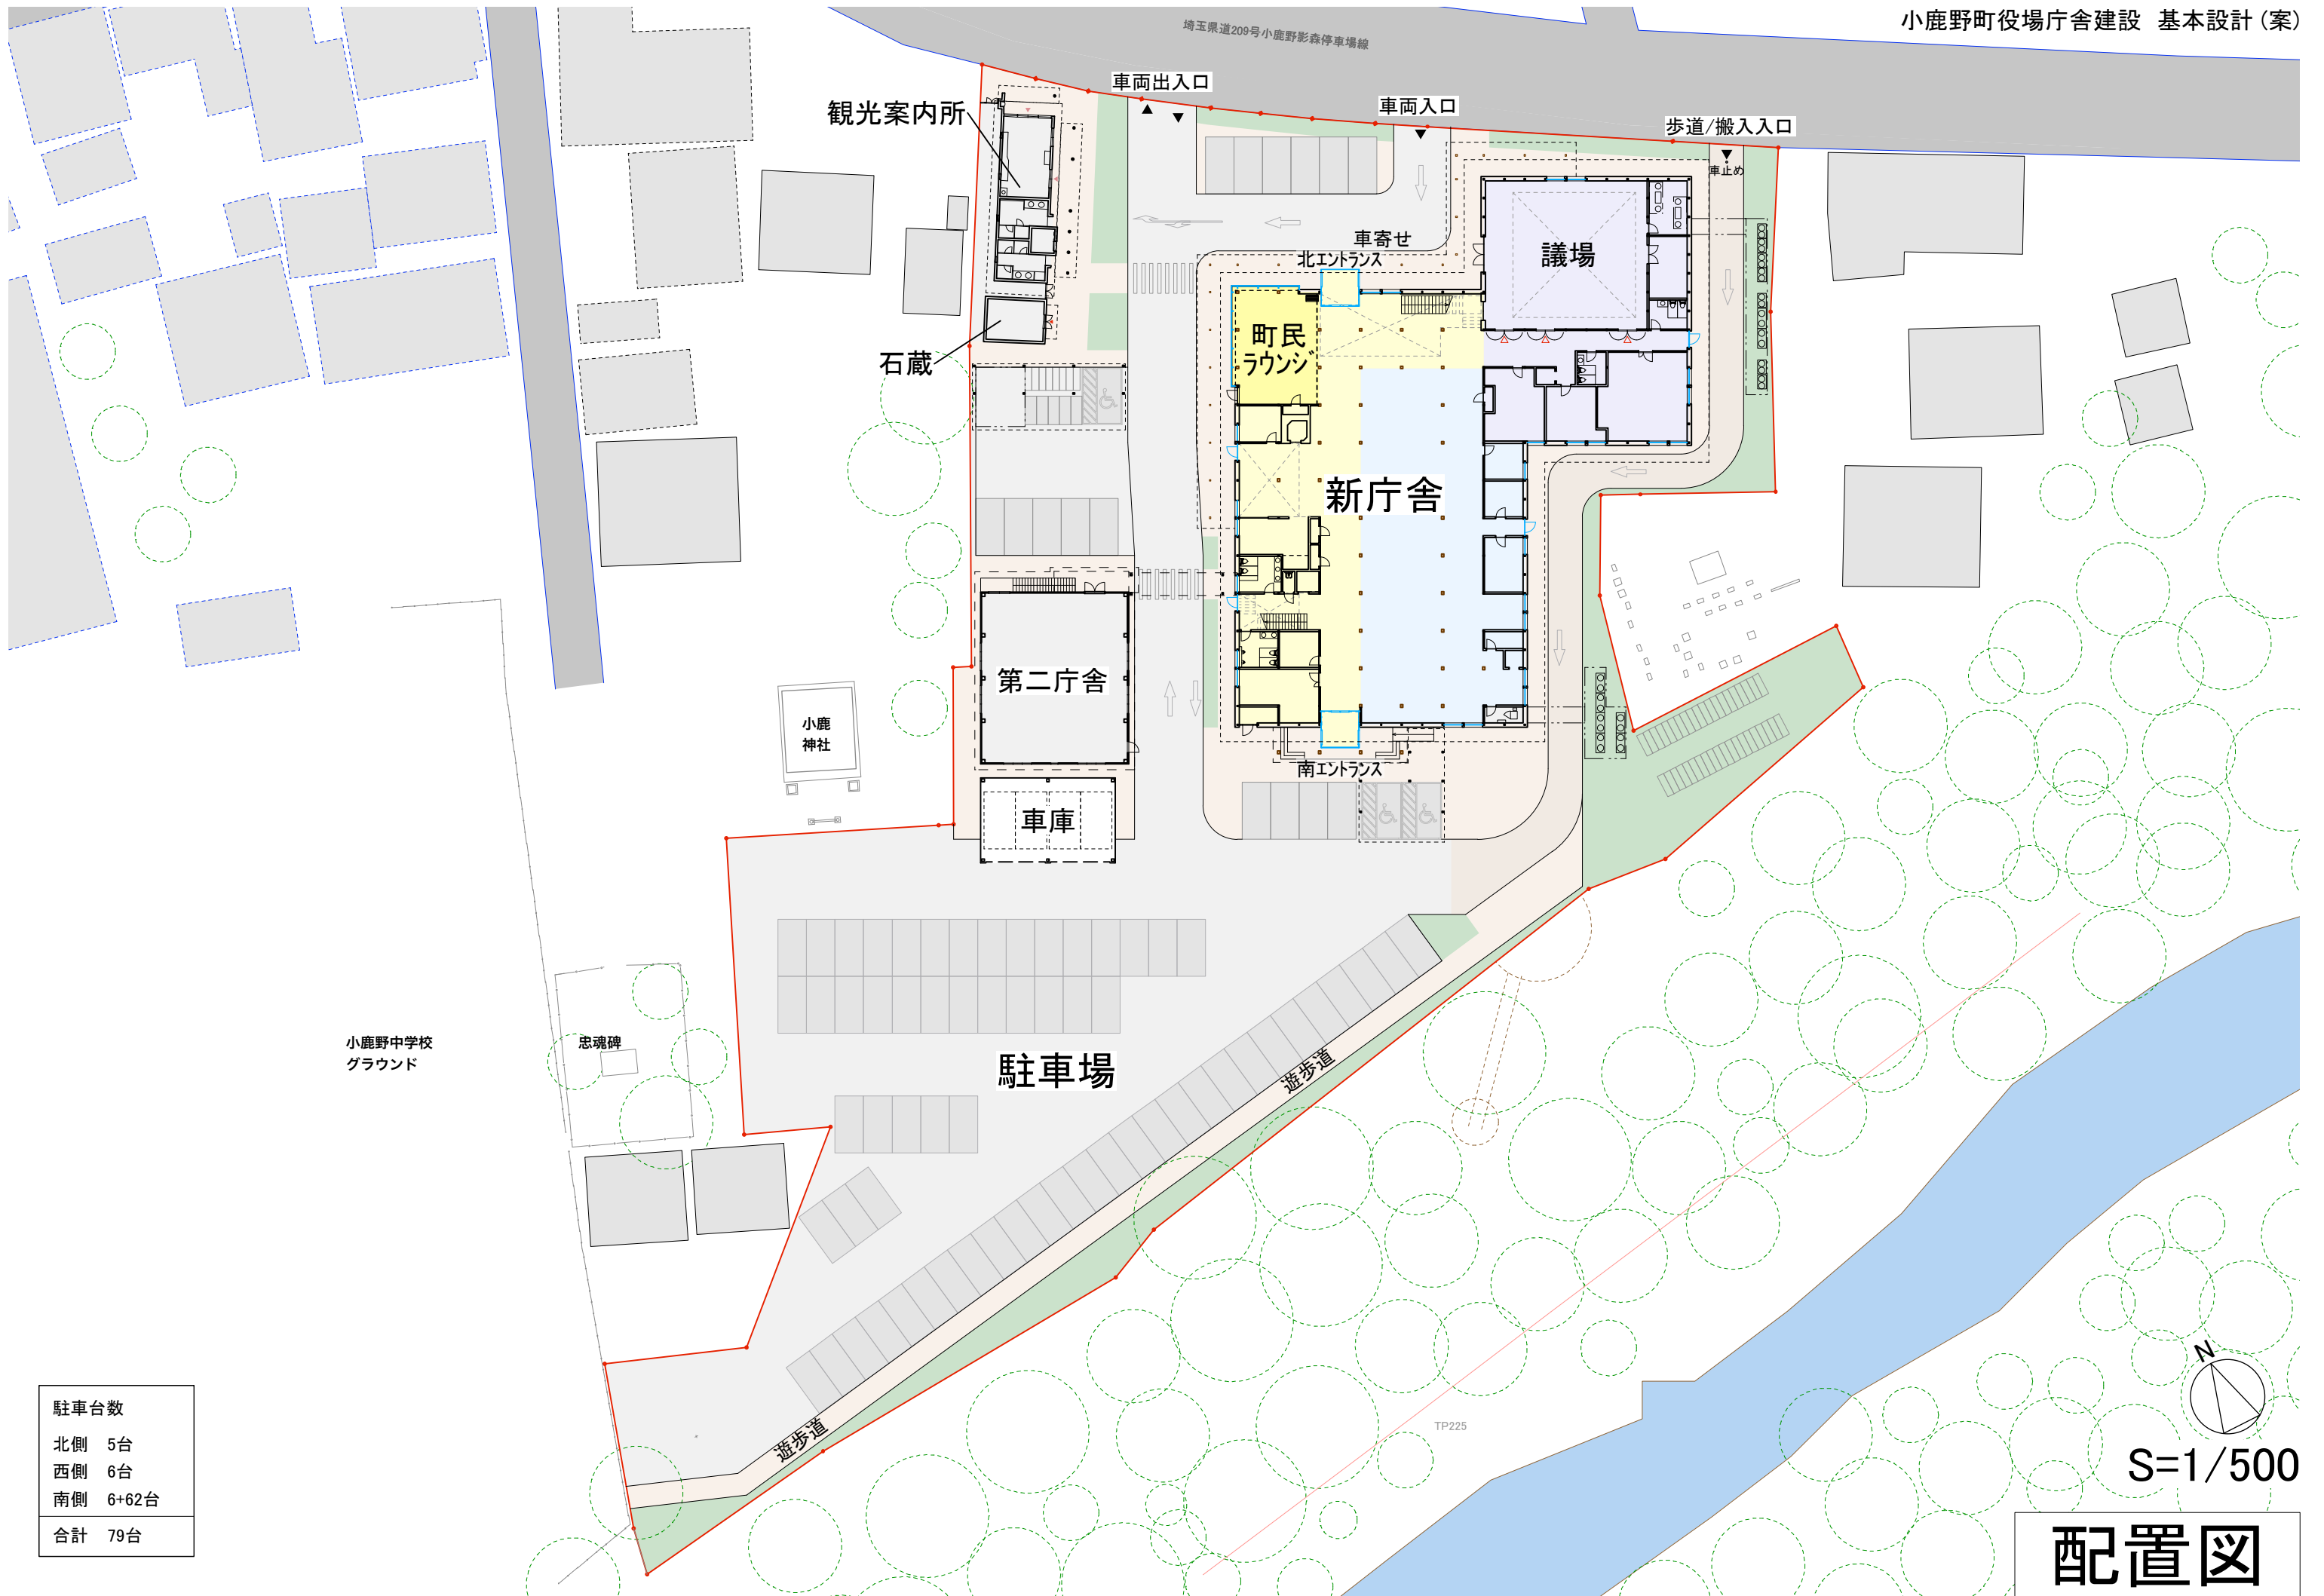 小鹿野町役場庁舎建設 基本設計(案)
埼玉県道209号小鹿野影森停車場線
車両出入口
車両入口
歩道/搬入入口
車止め
観光案内所
石蔵
車寄せ
北エントランス
議場
町民
ラウンジ
新庁舎
第二庁舎
車庫
南エントランス
小鹿
神社
駐車場
遊歩道
遊歩道
小鹿野中学校
グラウンド
忠魂碑
TP225
駐車台数
北側 5台
西側 6台
南側 6+62台
合計 79台
N
S=1/500
配置図